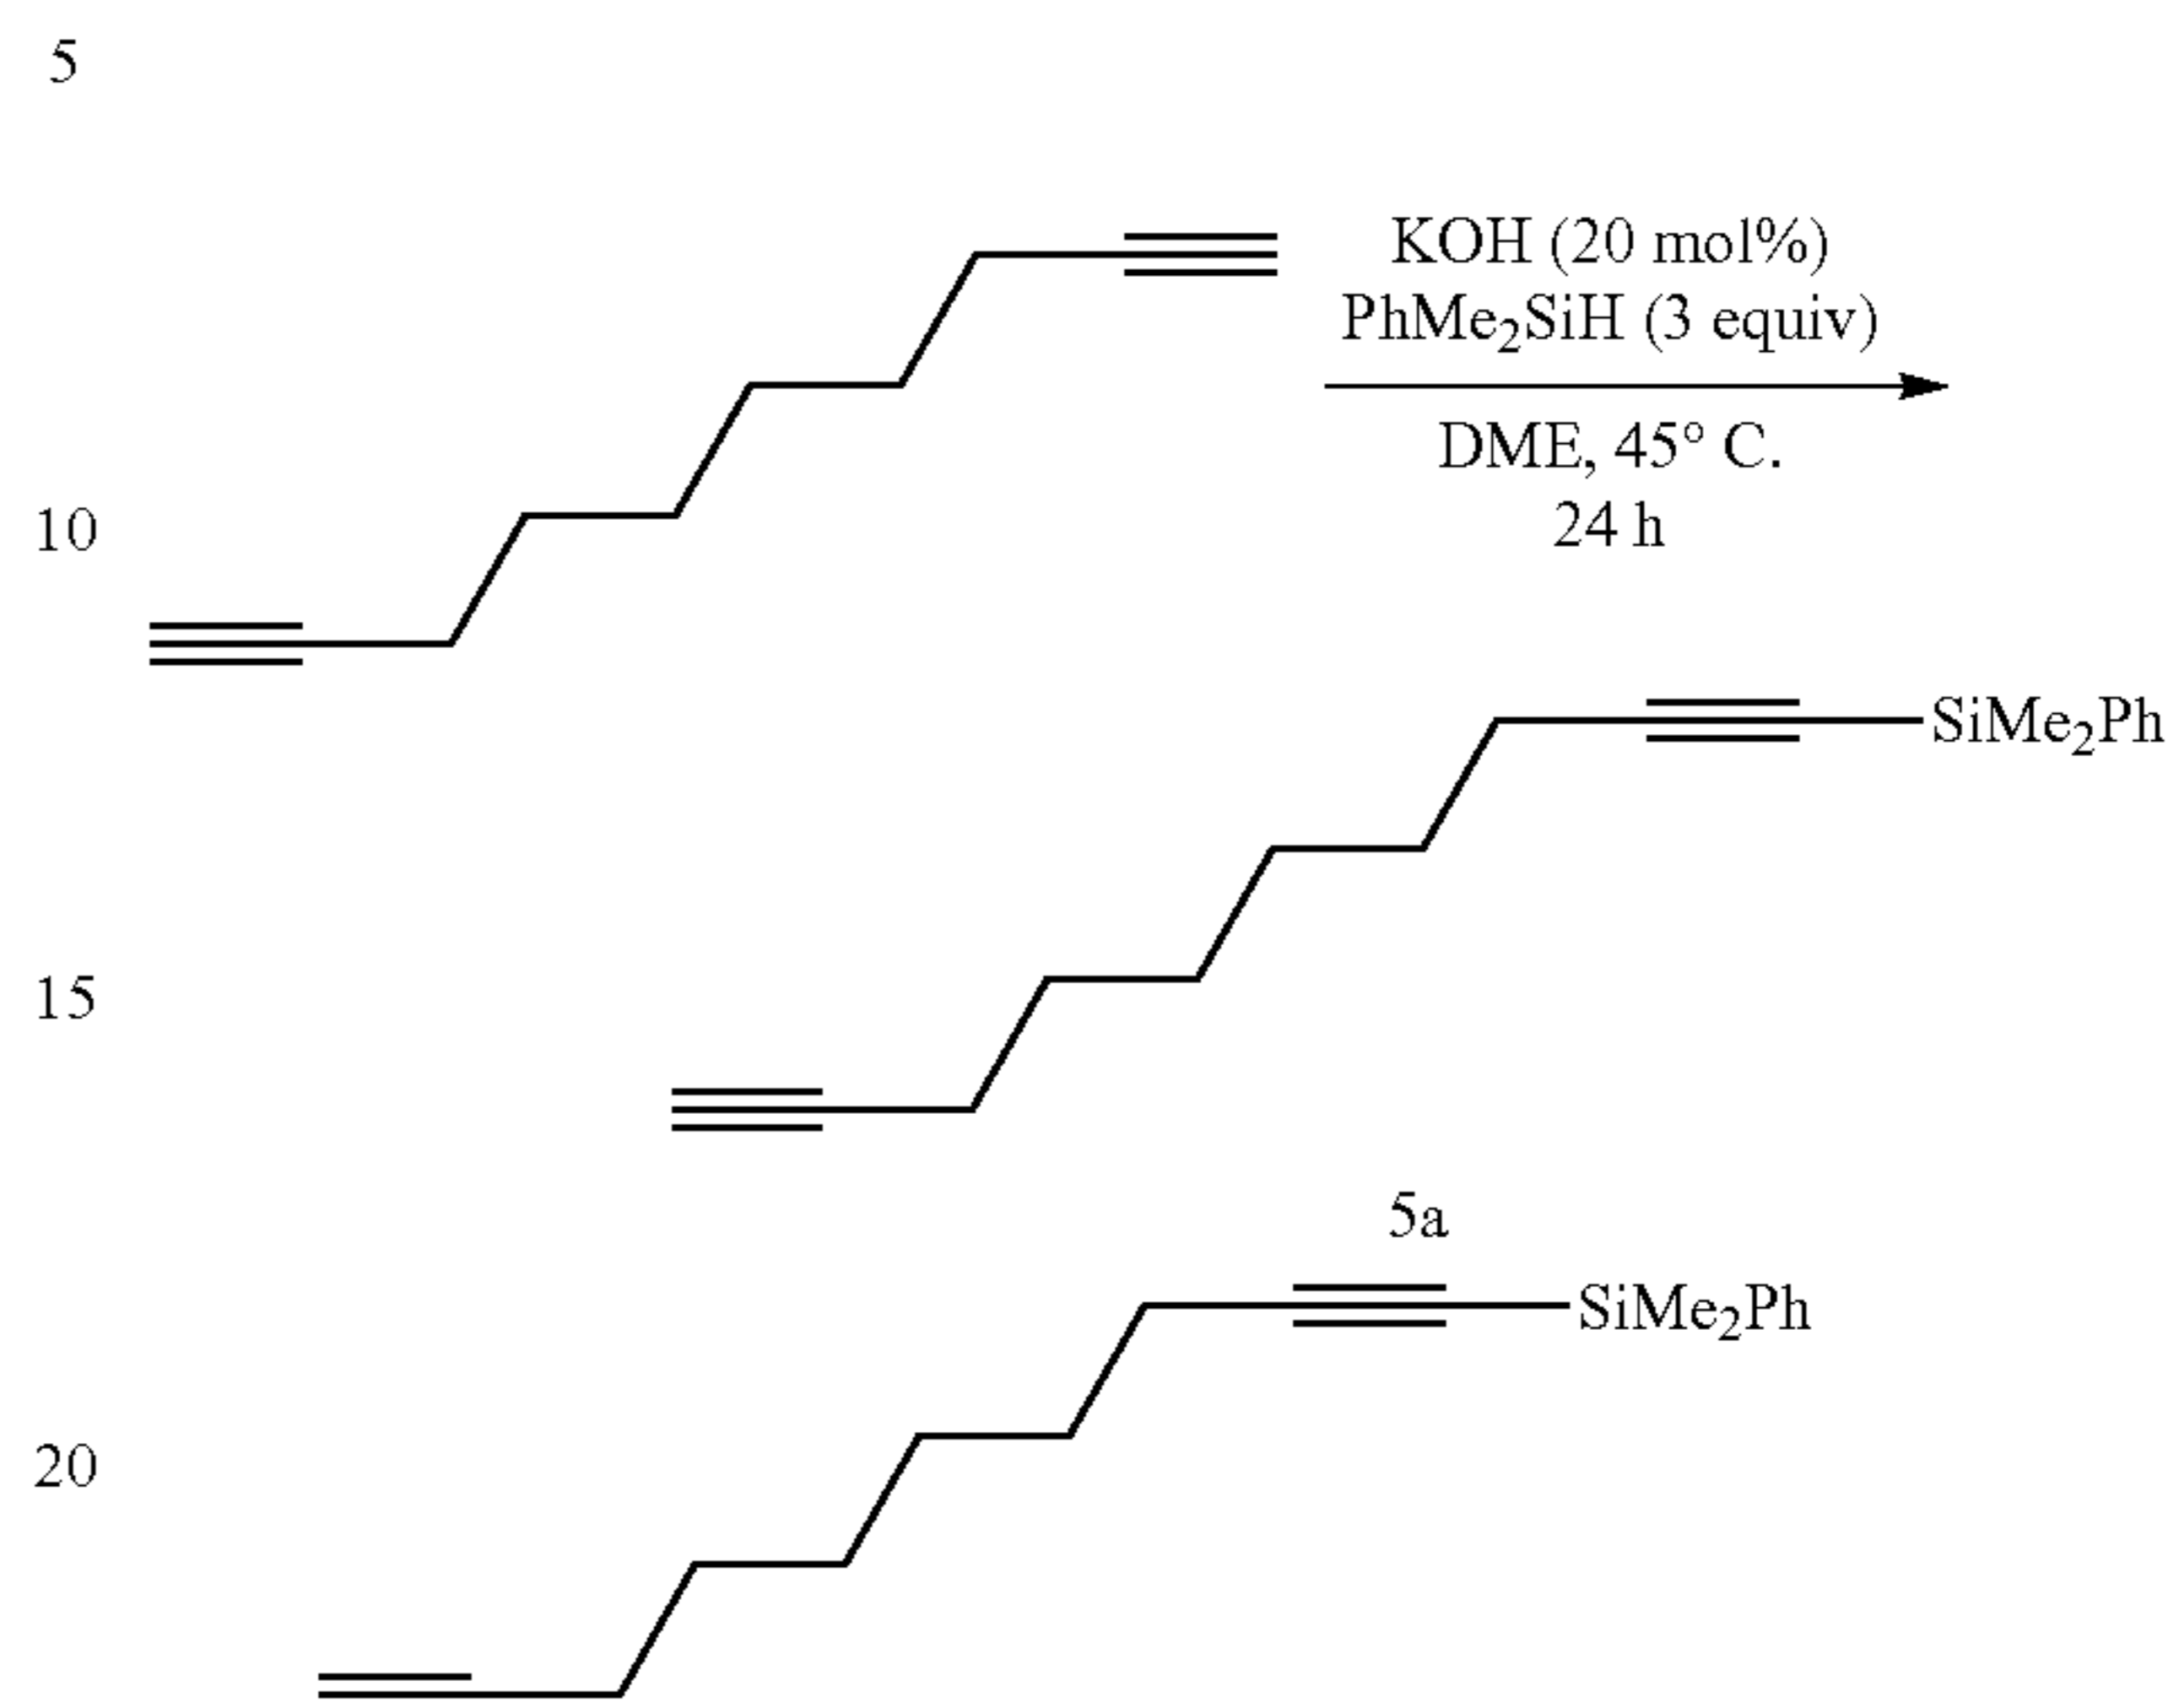 5
KOH (20 mol%)
PhMe2SiH (3 equiv)
DME, 45° C.
24 h
10
SiMe2Ph
15
5a
SiMe2Ph
20